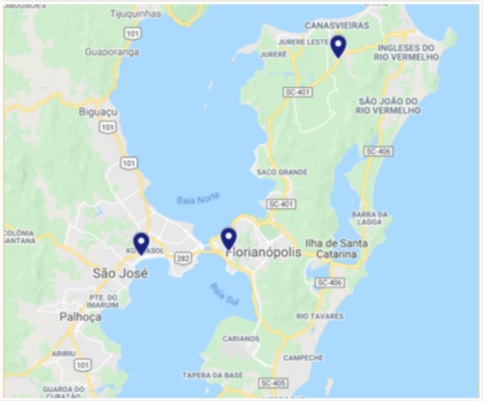 Tijuquinhas
CANASVIEIRAS
101
JURERE LESTE
INGLESES DO
RIO VERMELHO
Guaporanga
JURERÊ
SC-401
SÃO JOÃO DO
RIO VERMELHO
Biguaçu
101
SC-406
101
SACO GRANDE
Baía Norte
SC-401
BARRA DA
LAGOA
COLÔNIA
SANTANA
Florianópolis
Ilha de Santa
Catarina
282
São José
SC-406
PTE. DO
IMARUIM
Baía Sul
Palhoça
RIO TAVARES
CARIANOS
ARIRIU
CAMPECHE
101
TAPERA DA BASE
SC-405
GUARDA DO
CUBATÃO